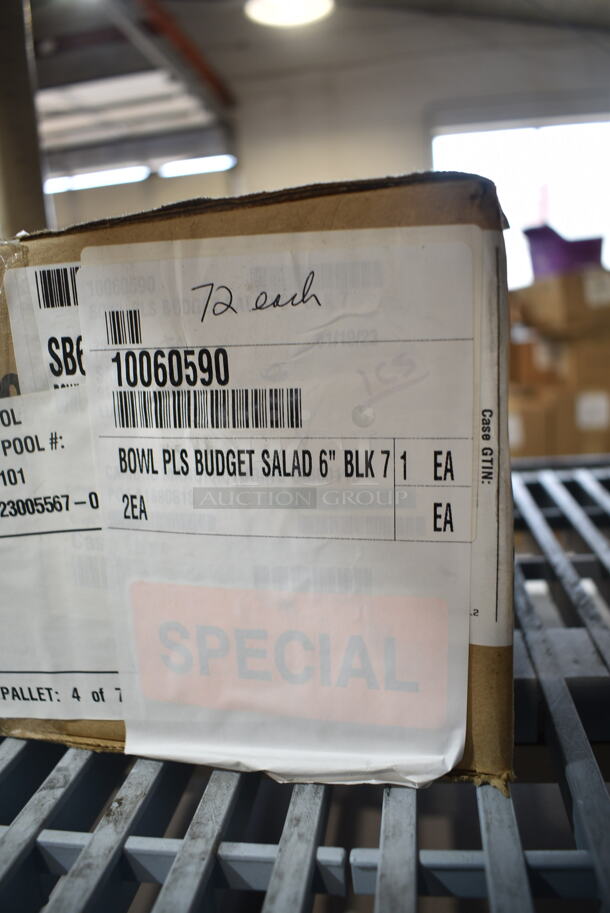 10060590
72 each
SB6
10060590
1CS
OL
POOL #:
101
23005567-0
BOWL PLS BUDGET SALAD 6" BLK 7 1 EA
2EA EA
AUCTION GROUP
Case GTIN:
SPECIAL
PALLET: 4 of 7